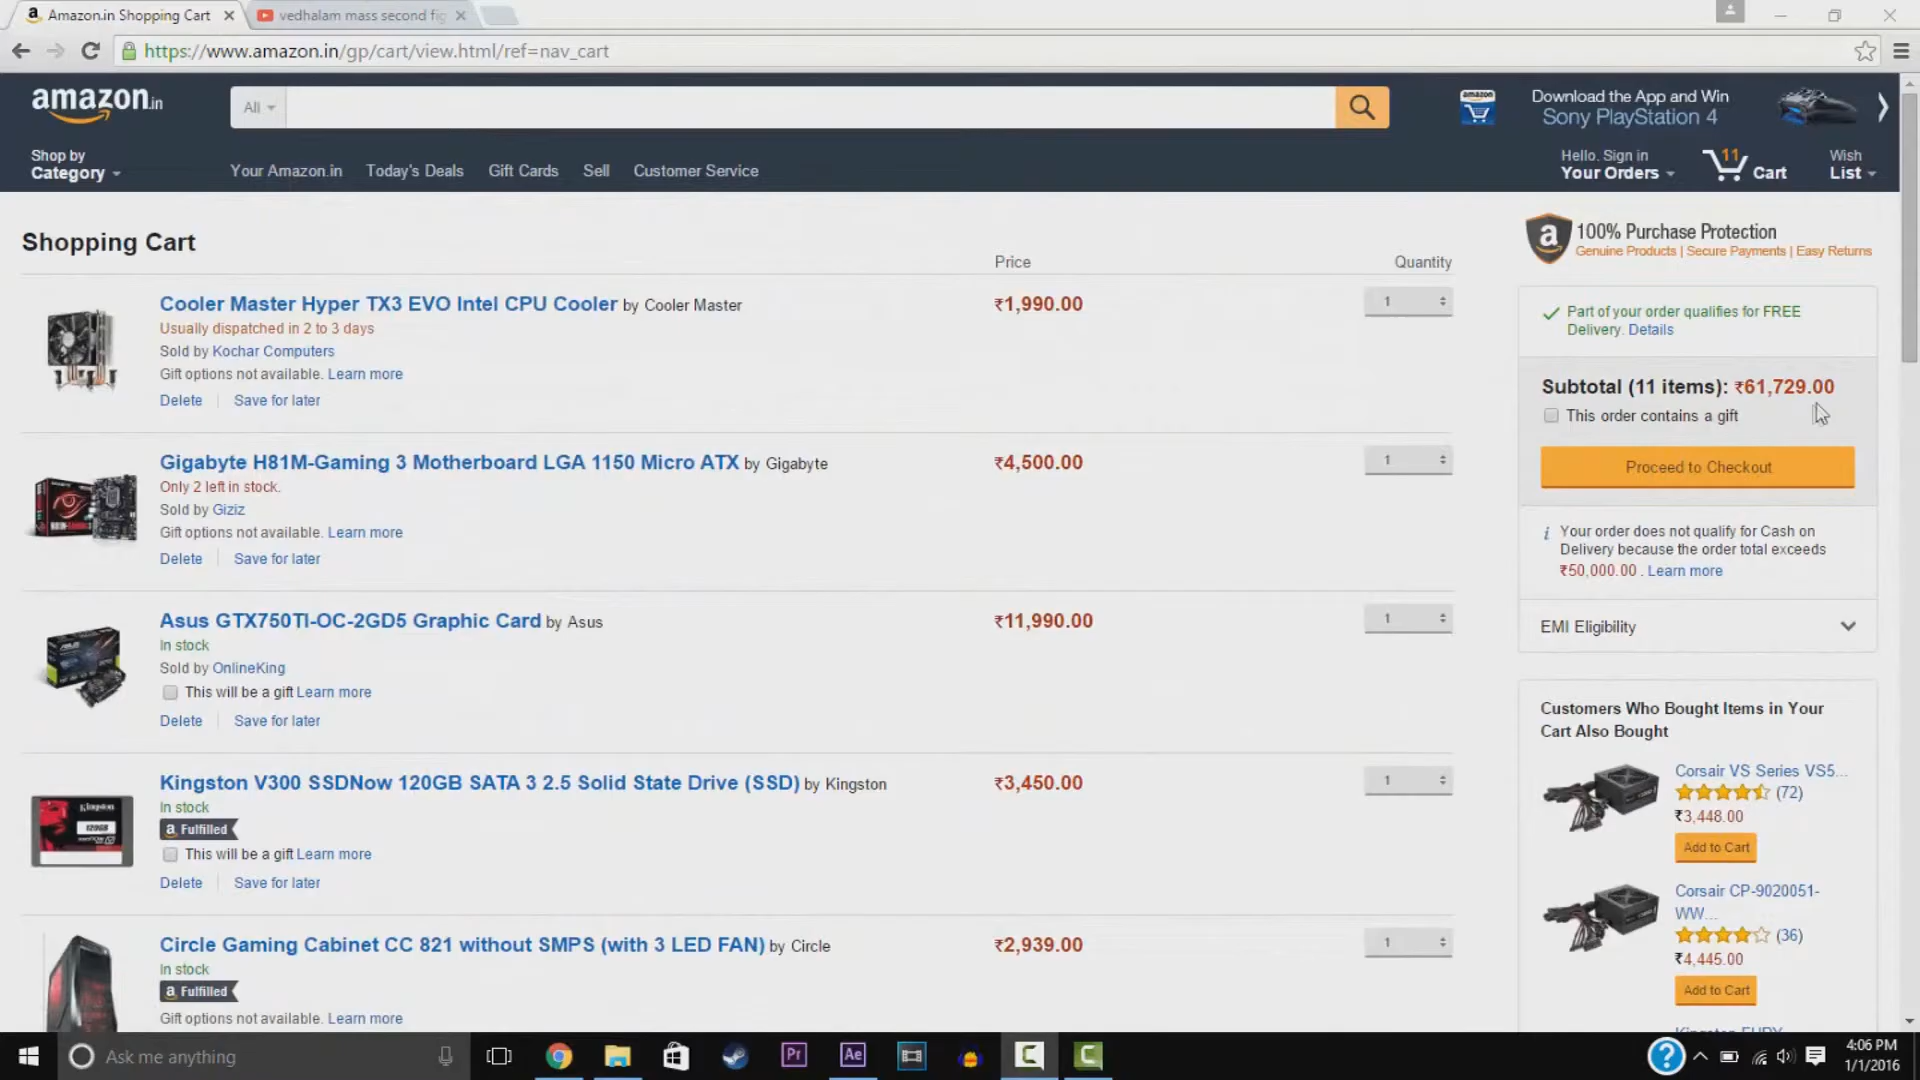 Amazon.in Shopping Cart
vedhalam mass second fig
https://www.amazon.in/gp/cart/view.html/ref=nav_cart
amazon.in
All
amazon
Download the App and Win
Sony PlayStation 4
Shop by
Category
Your Amazon.in
Today's Deals
Gift Cards
Sell
Customer Service
Hello. Sign in
Your Orders
11
Cart
Wish
List
Shopping Cart
Price
Quantity
Cooler Master Hyper TX3 EVO Intel CPU Cooler by Cooler Master
₹1,990.00
1
Usually dispatched in 2 to 3 days
Sold by Kochar Computers
Gift options not available. Learn more
Delete
Save for later
Gigabyte H81M-Gaming 3 Motherboard LGA 1150 Micro ATX by Gigabyte
₹4,500.00
1
Only 2 left in stock.
Sold by Giziz
Gift options not available. Learn more
Delete
Save for later
Asus GTX750TI-OC-2GD5 Graphic Card by Asus
₹11,990.00
1
In stock
Sold by OnlineKing
This will be a gift Learn more
Delete
Save for later
Kingston V300 SSDNow 120GB SATA 3 2.5 Solid State Drive (SSD) by Kingston
₹3,450.00
1
In stock
a Fulfilled
This will be a gift Learn more
Delete
Save for later
Circle Gaming Cabinet CC 821 without SMPS (with 3 LED FAN) by Circle
₹2,939.00
1
In stock
a Fulfilled
Gift options not available. Learn more
a 100% Purchase Protection
Genuine Products | Secure Payments | Easy Returns
Part of your order qualifies for FREE
Delivery. Details
Subtotal (11 items): ₹61,729.00
This order contains a gift
Proceed to Checkout
i Your order does not qualify for Cash on
Delivery because the order total exceeds
₹50,000.00 . Learn more
EMI Eligibility
Customers Who Bought Items in Your
Cart Also Bought
Corsair VS Series VS5...
(72)
₹3,448.00
Add to Cart
Corsair CP-9020051-
WW...
(36)
₹4,445.00
Add to Cart
Kingston FURY
Ask me anything
Pr
Ae
4:06 PM
1/1/2016